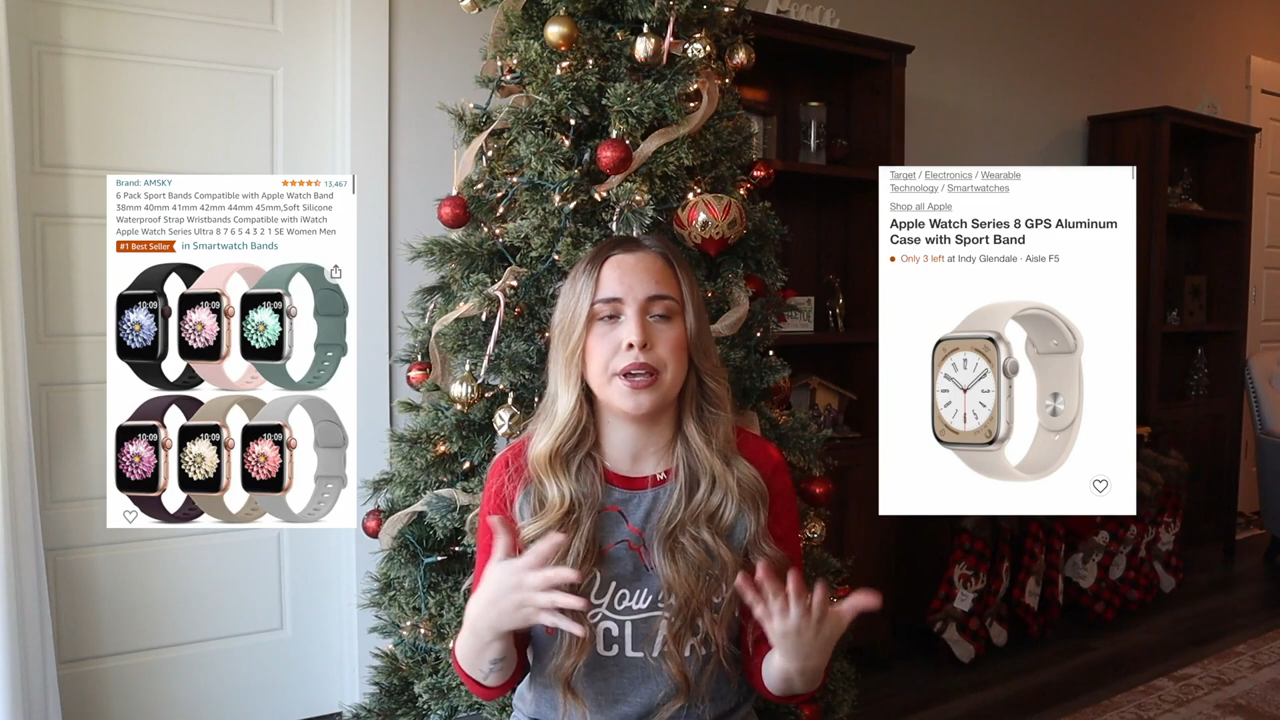 Brand: AMSKY
13,467
6 Pack Sport Bands Compatible with Apple Watch Band
38mm 40mm 41mm 42mm 44mm 45mm,Soft Silicone
Waterproof Strap Wristbands Compatible with iWatch
Apple Watch Series Ultra 8 7 6 5 4 3 2 1 SE Women Men
#1 Best Seller in Smartwatch Bands
10:09 10:09 10:09
10:09 10:09 10:09
Target / Electronics / Wearable
Technology / Smartwatches
Shop all Apple
Apple Watch Series 8 GPS Aluminum
Case with Sport Band
Only 3 left at Indy Glendale · Aisle F5
M
You
CLAR